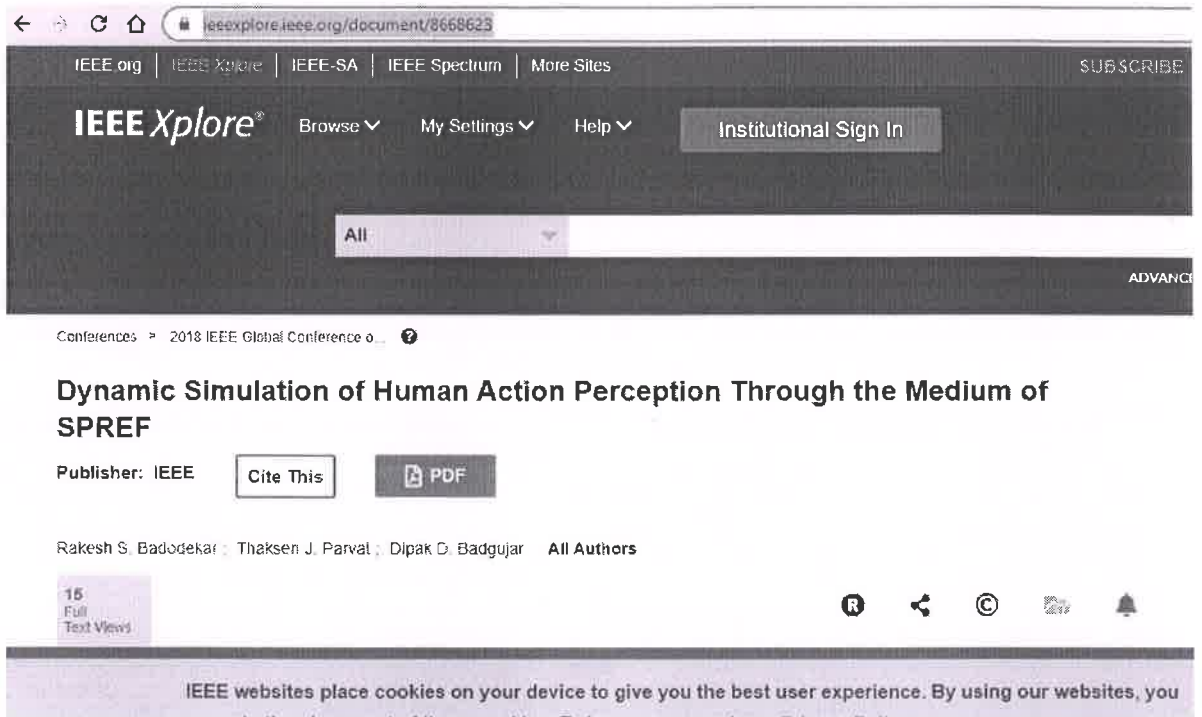 ieeexplore.ieee.org/document/8668623
IEEE.org | IEEE Xplore | IEEE-SA | IEEE Spectrum | More Sites SUBSCRIBE
IEEE Xplore® Browse My Settings Help Institutional Sign In
All
ADVANCE
Conferences > 2018 IEEE Global Conference o...
Dynamic Simulation of Human Action Perception Through the Medium of
SPREF
Publisher: IEEE Cite This PDF
Rakesh S. Badodekar ; Thaksen J. Parvat ; Dipak D. Badgujar All Authors
15
Full
Text Views
IEEE websites place cookies on your device to give you the best user experience. By using our websites, you